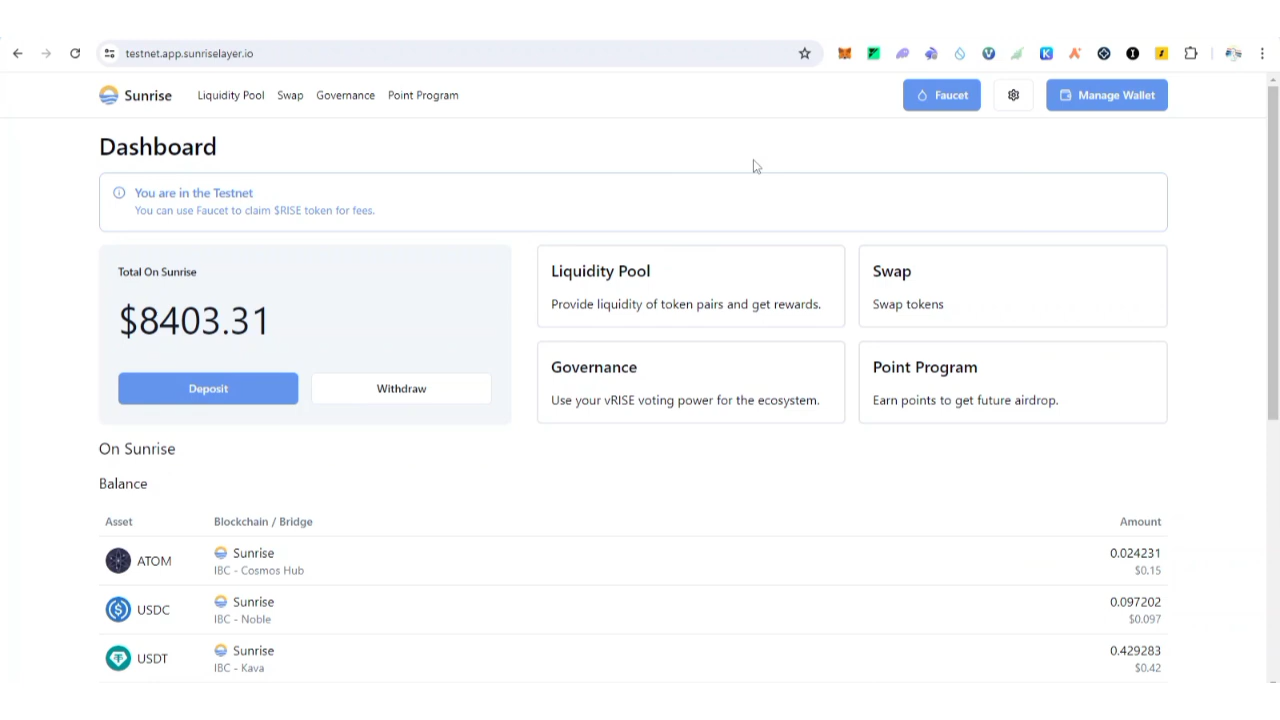 testnet.app.sunriselayer.io
Sunrise
Liquidity Pool
Swap
Governance
Point Program
Faucet
Manage Wallet
Dashboard
You are in the Testnet
You can use Faucet to claim $RISE token for fees.
Total On Sunrise
$8403.31
Deposit
Withdraw
Liquidity Pool
Provide liquidity of token pairs and get rewards.
Swap
Swap tokens
Governance
Use your vRISE voting power for the ecosystem.
Point Program
Earn points to get future airdrop.
On Sunrise
Balance
Asset
Blockchain / Bridge
Amount
ATOM
Sunrise
IBC - Cosmos Hub
0.024231
$0.15
USDC
Sunrise
IBC - Noble
0.097202
$0.097
USDT
Sunrise
IBC - Kava
0.429283
$0.42